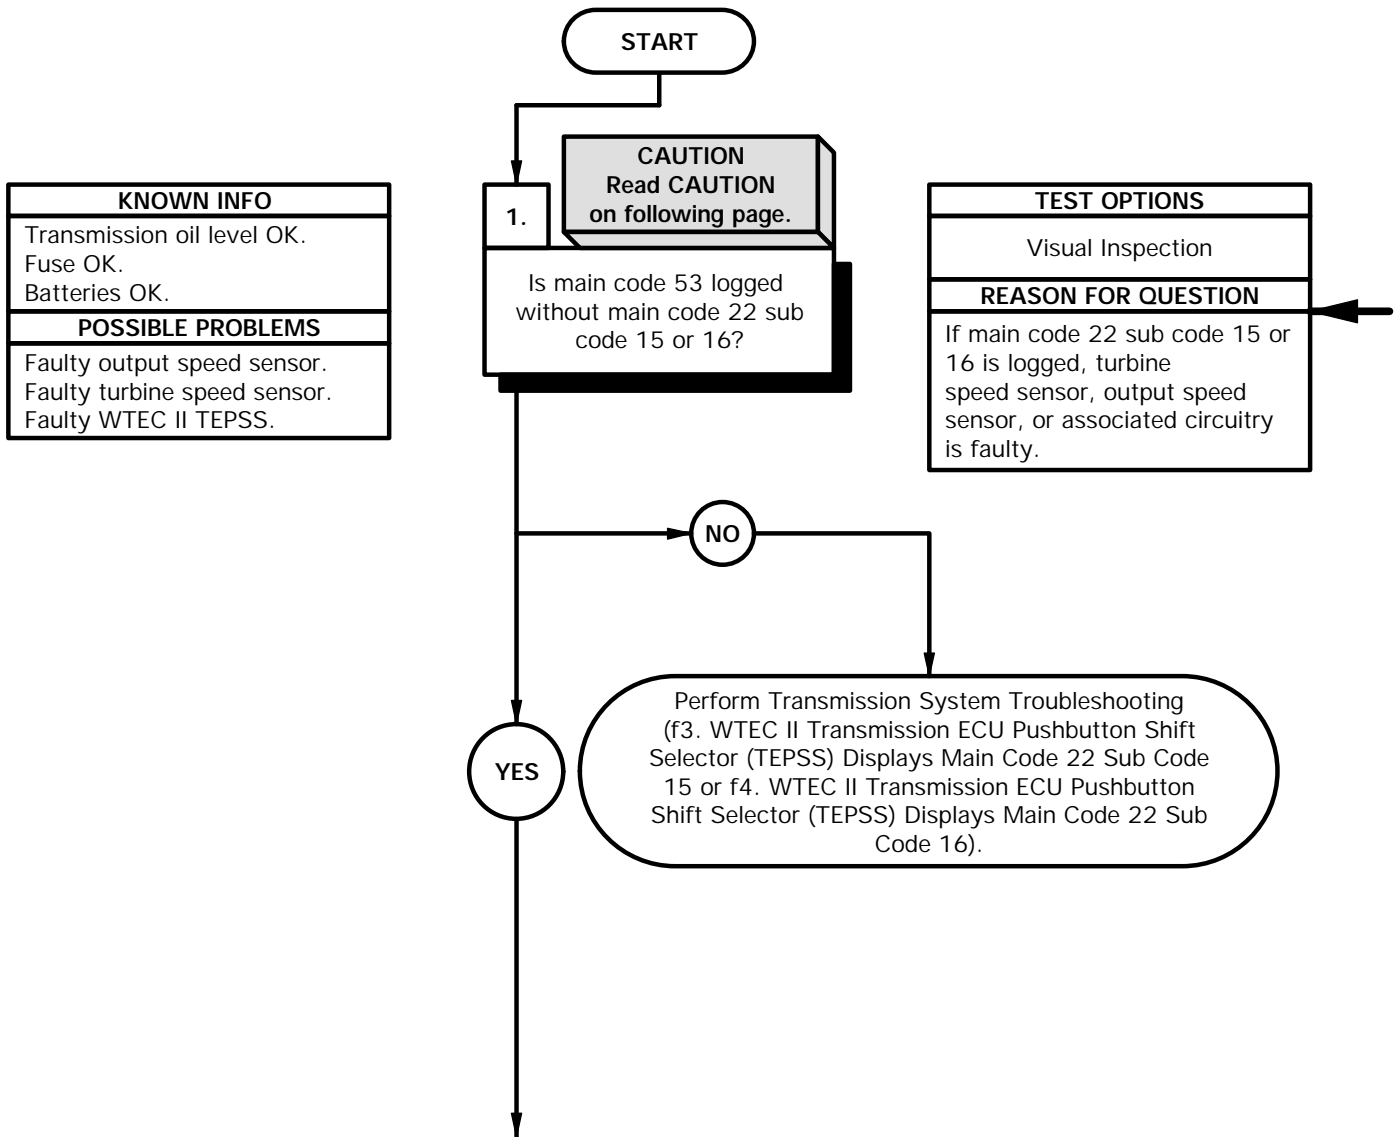 START
CAUTION
Read CAUTION
on following page.
1.
Is main code 53 logged
without main code 22 sub
code 15 or 16?
KNOWN INFO
Transmission oil level OK.
Fuse OK.
Batteries OK.
POSSIBLE PROBLEMS
Faulty output speed sensor.
Faulty turbine speed sensor.
Faulty WTEC II TEPSS.
TEST OPTIONS
Visual Inspection
REASON FOR QUESTION
If main code 22 sub code 15 or
16 is logged, turbine
speed sensor, output speed
sensor, or associated circuitry
is faulty.
NO
YES
Perform Transmission System Troubleshooting
(f3. WTEC II Transmission ECU Pushbutton Shift
Selector (TEPSS) Displays Main Code 22 Sub Code
15 or f4. WTEC II Transmission ECU Pushbutton
Shift Selector (TEPSS) Displays Main Code 22 Sub
Code 16).